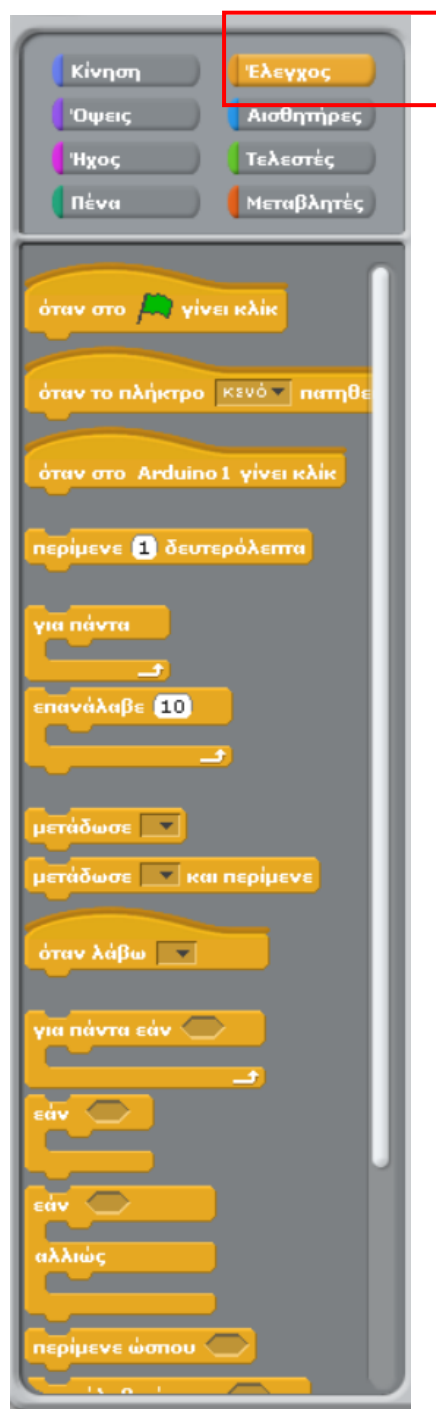 Κίνηση Έλεγχος
Όψεις Αισθητήρες
Ήχος Τελεστές
Πένα Μεταβλητές
όταν στο γίνει κλίκ
όταν το πλήκτρο κενό πατηθε
όταν στο Arduino1 γίνει κλίκ
περίμενε 1 δευτερόλεπτα
για πάντα
επανάλαβε 10
μετάδωσε
μετάδωσε και περίμενε
όταν λάβω
για πάντα εάν
εάν
εάν
αλλιώς
περίμενε ώσπου